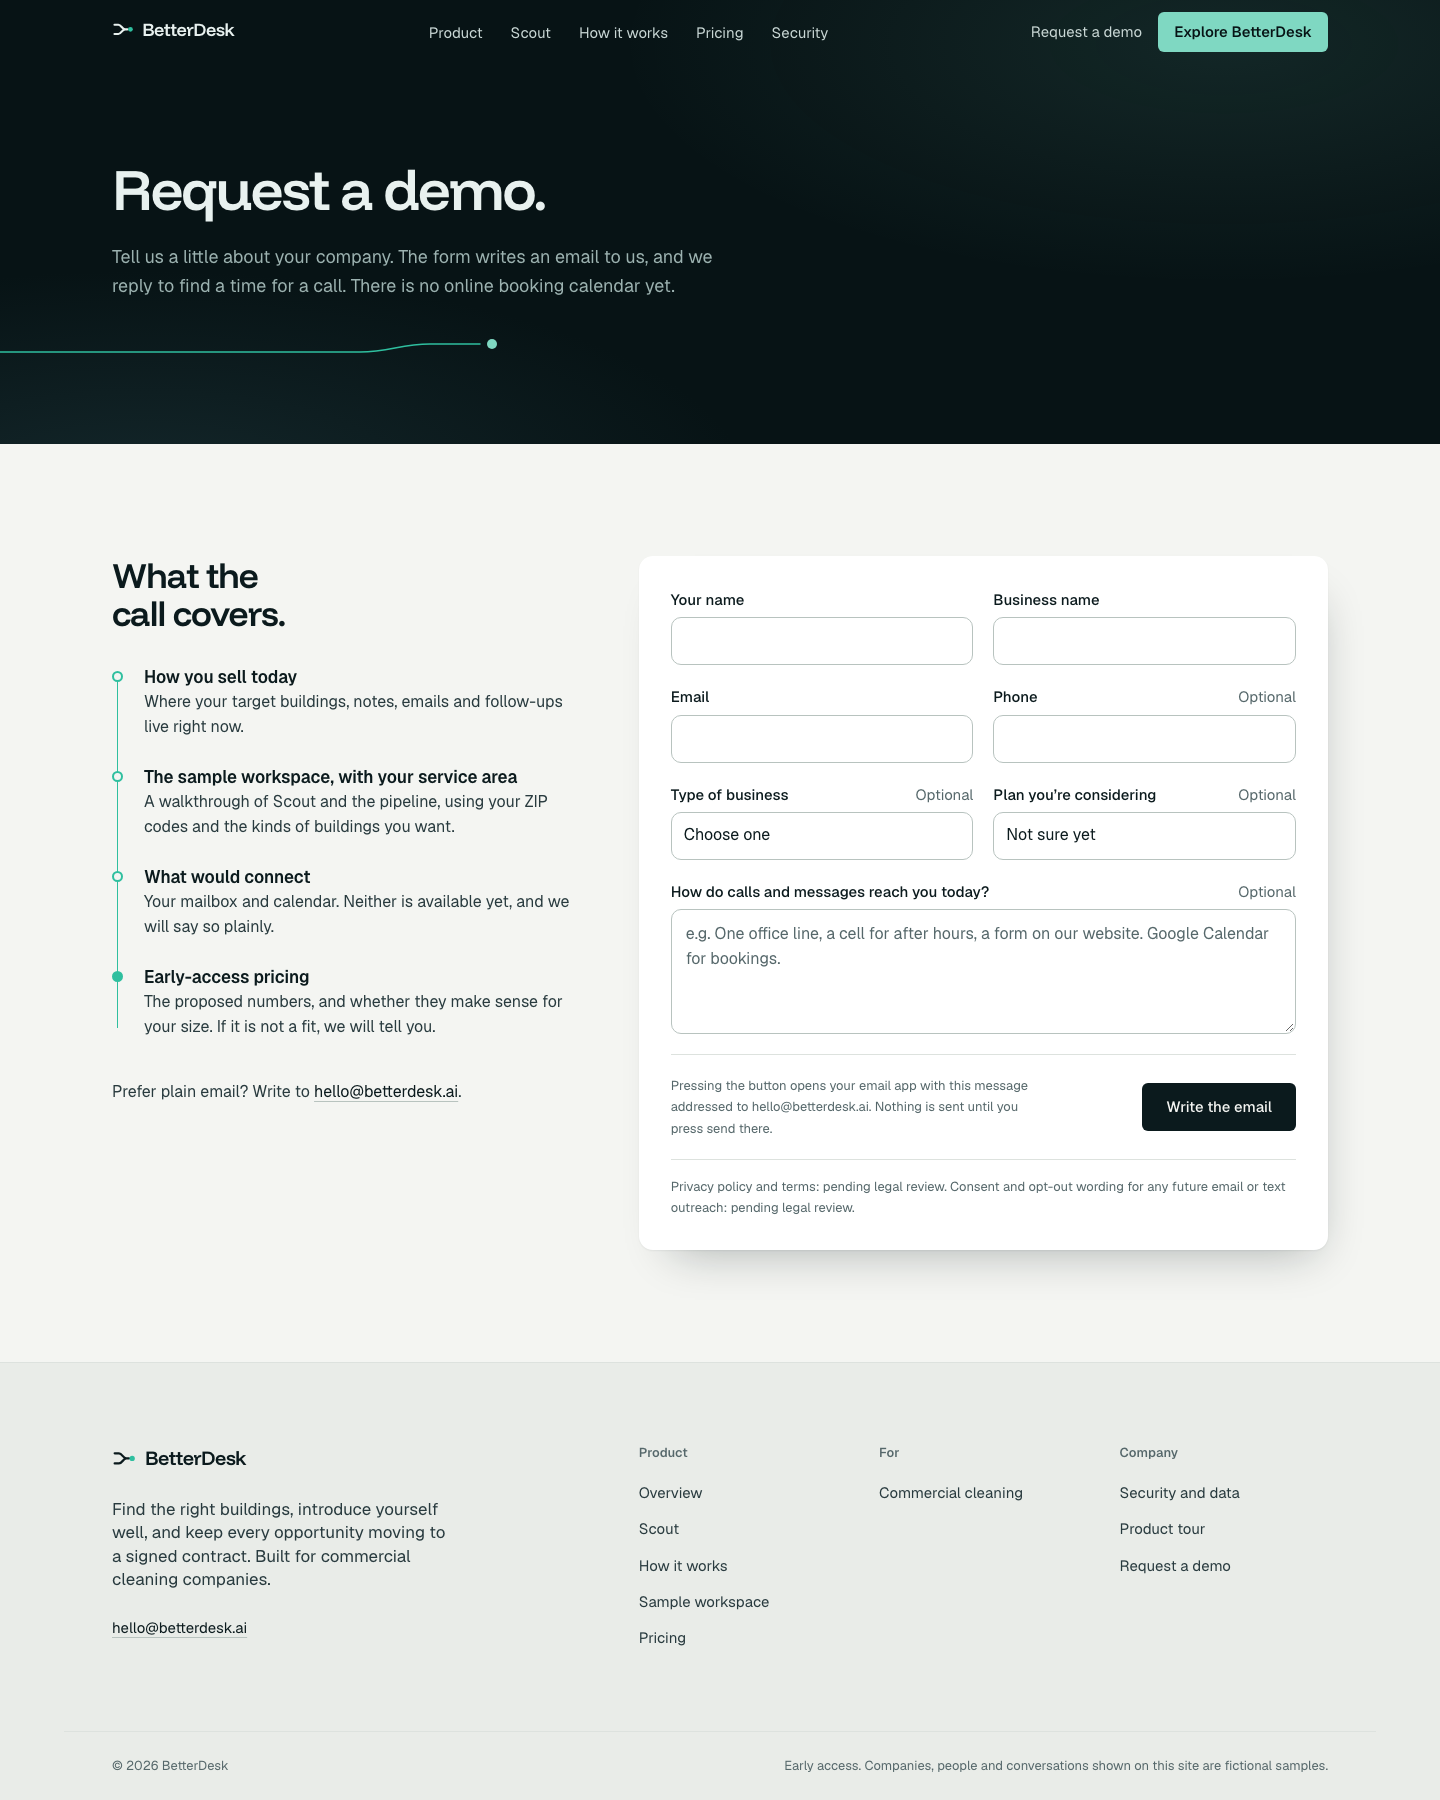 BetterDesk
Product
Scout
How it works
Pricing
Security
Request a demo
Explore BetterDesk
Request a demo.
Tell us a little about your company. The form writes an email to us, and we
reply to find a time for a call. There is no online booking calendar yet.
What the
call covers.
How you sell today
Where your target buildings, notes, emails and follow-ups
live right now.
The sample workspace, with your service area
A walkthrough of Scout and the pipeline, using your ZIP
codes and the kinds of buildings you want.
What would connect
Your mailbox and calendar. Neither is available yet, and we
will say so plainly.
Early-access pricing
The proposed numbers, and whether they make sense for
your size. If it is not a fit, we will tell you.
Prefer plain email? Write to hello@betterdesk.ai.
Your name
Business name
Email
Phone Optional
Type of business Optional
Choose one
Plan you’re considering Optional
Not sure yet
How do calls and messages reach you today? Optional
e.g. One office line, a cell for after hours, a form on our website. Google Calendar
for bookings.
Pressing the button opens your email app with this message
addressed to hello@betterdesk.ai. Nothing is sent until you
press send there.
Write the email
Privacy policy and terms: pending legal review. Consent and opt-out wording for any future email or text
outreach: pending legal review.
BetterDesk
Find the right buildings, introduce yourself
well, and keep every opportunity moving to
a signed contract. Built for commercial
cleaning companies.
hello@betterdesk.ai
Product
Overview
Scout
How it works
Sample workspace
Pricing
For
Commercial cleaning
Company
Security and data
Product tour
Request a demo
© 2026 BetterDesk
Early access. Companies, people and conversations shown on this site are fictional samples.